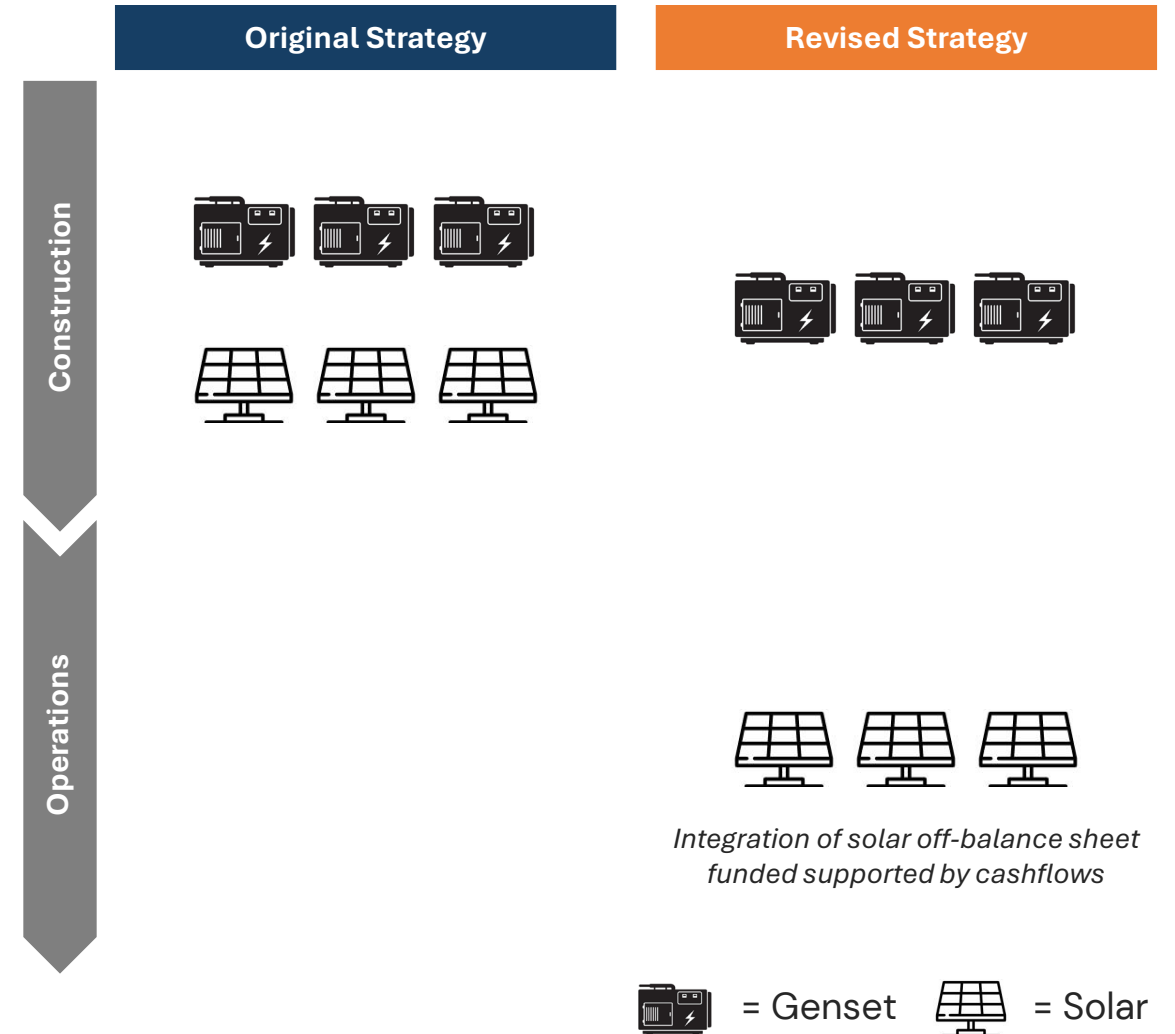 Original Strategy
Revised Strategy
Construction
Operations
Integration of solar off-balance sheet
funded supported by cashflows
= Genset
= Solar